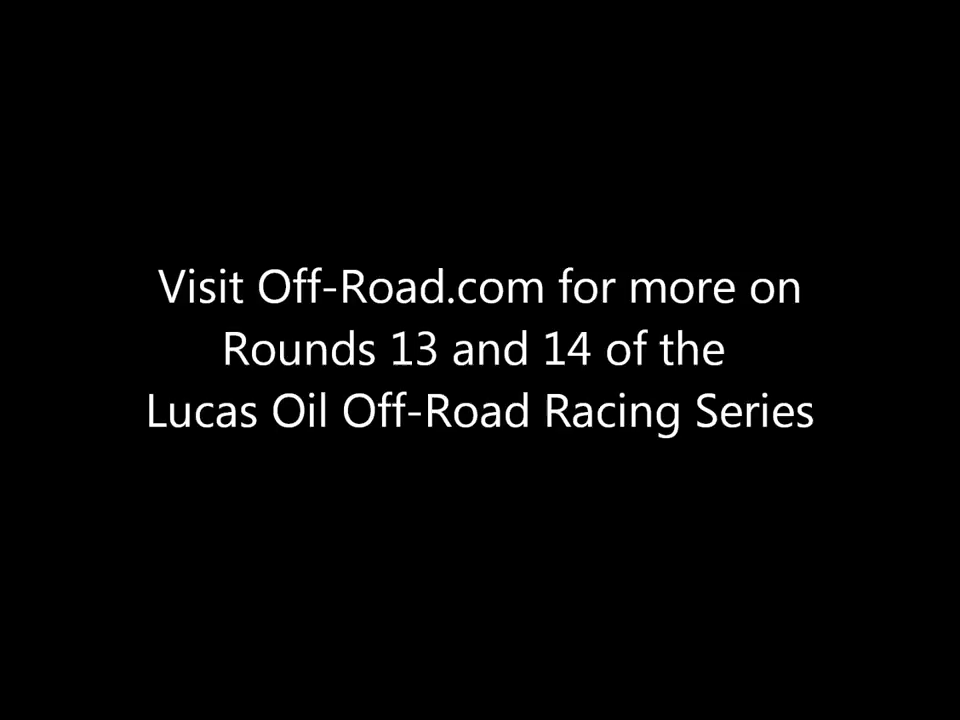 Visit Off-Road.com for more on
Rounds 13 and 14 of the
Lucas Oil Off-Road Racing Series